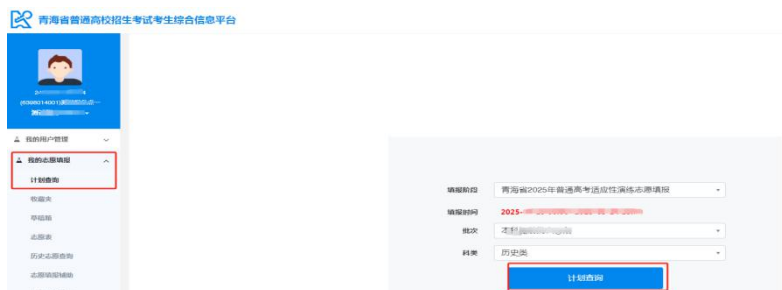 青海省普通高校招生考试考生综合信息平台
我的用户管理
我的志愿填报
计划查询
收藏夹
草稿箱
志愿表
历史志愿查询
志愿填报辅助
填报阶段 青海省2025年普通高考适应性演练志愿填报
填报时间 2025-
批次
科类 历史类
计划查询